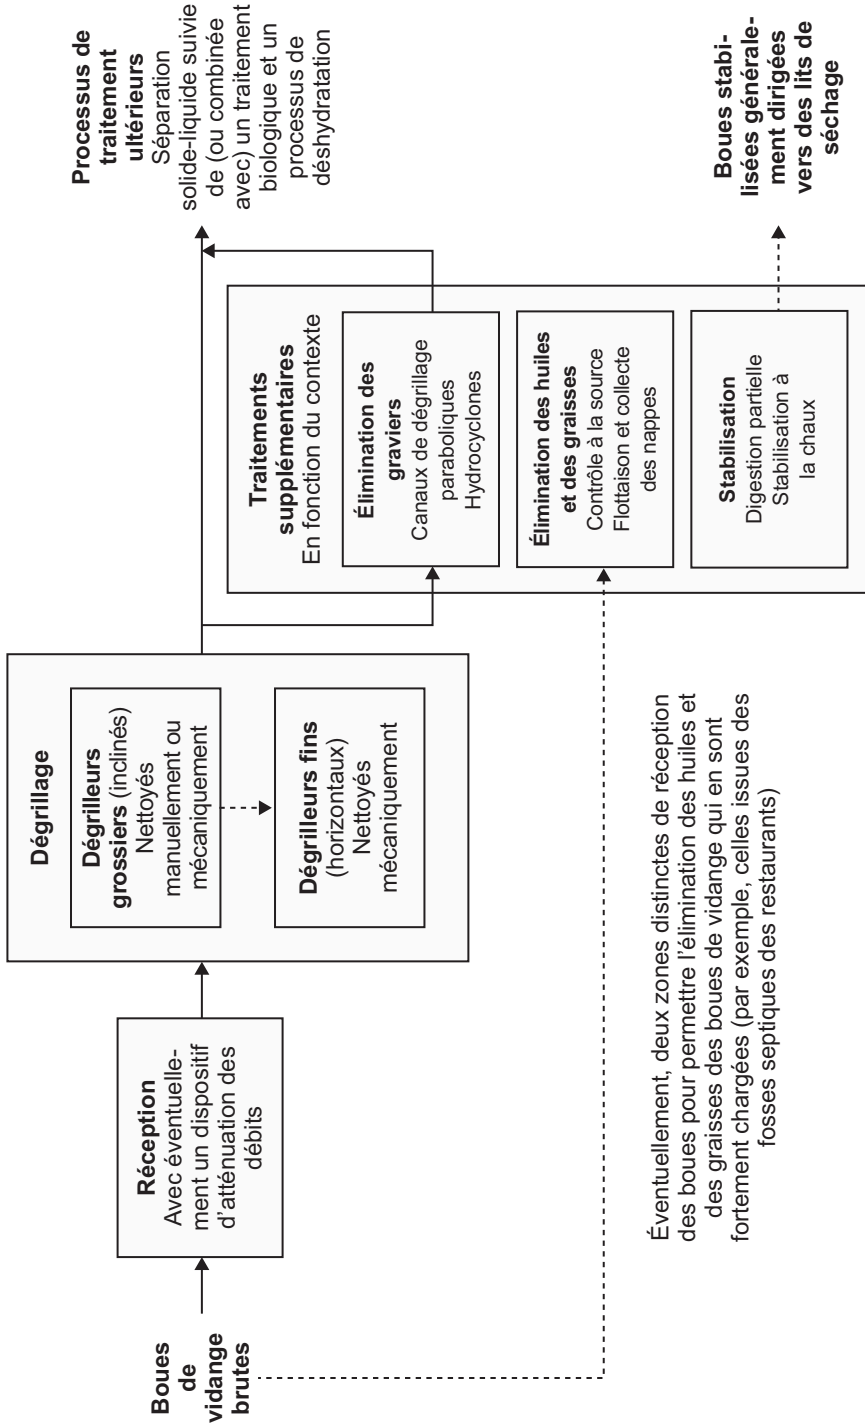 Boues
de
vidange
brutes
Réception
Avec éventuelle-
ment un dispositif
d'atténuation des
débits
Dégrillage
Dégrilleurs
grossiers (inclinés)
Nettoyés
manuellement ou
mécaniquement
Dégrilleurs fins
(horizontaux)
Nettoyés
mécaniquement
Traitements
supplémentaires
En fonction du contexte
Élimination des
graviers
Canaux de dégrillage
paraboliques
Hydrocyclones
Élimination des huiles
et des graisses
Contrôle à la source
Flottaison et collecte
des nappes
Stabilisation
Digestion partielle
Stabilisation à
la chaux
Processus de
traitement
ultérieurs
Séparation
solide-liquide suivie
de (ou combinée
avec) un traitement
biologique et un
processus de
déshydratation
Boues stabi-
lisées générale-
ment dirigées
vers des lits de
séchage
Éventuellement, deux zones distinctes de réception
des boues pour permettre l'élimination des huiles et
des graisses des boues de vidange qui en sont
fortement chargées (par exemple, celles issues des
fosses septiques des restaurants)